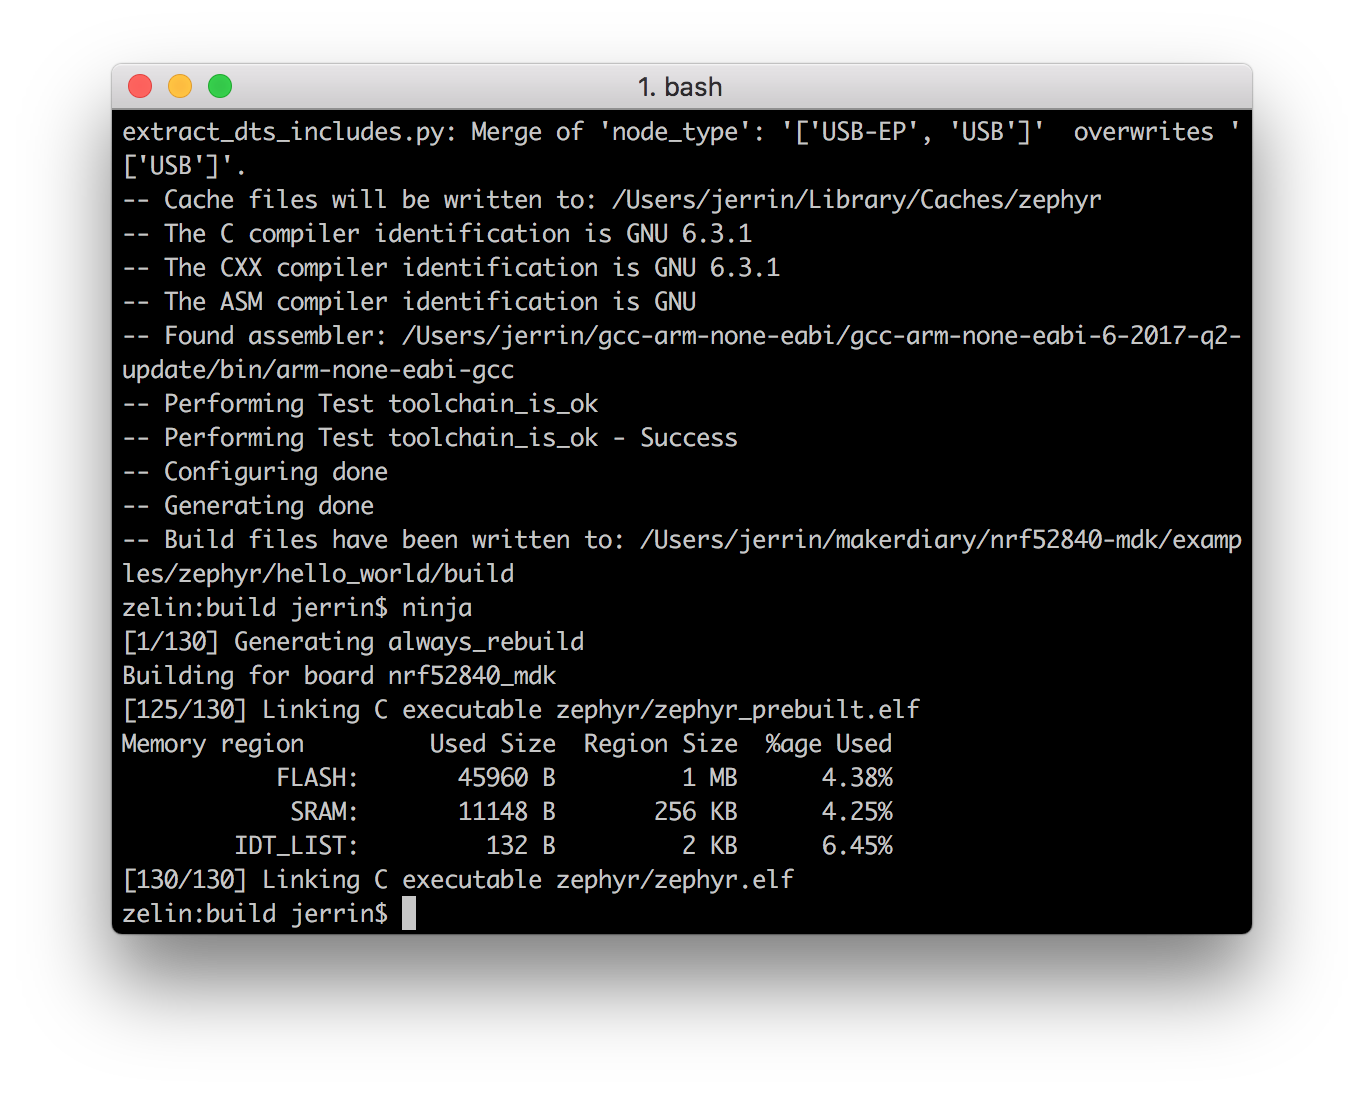 1. bash
extract_dts_includes.py: Merge of 'node_type': '['USB-EP', 'USB']'  overwrites '
['USB']'.
-- Cache files will be written to: /Users/jerrin/Library/Caches/zephyr
-- The C compiler identification is GNU 6.3.1
-- The CXX compiler identification is GNU 6.3.1
-- The ASM compiler identification is GNU
-- Found assembler: /Users/jerrin/gcc-arm-none-eabi/gcc-arm-none-eabi-6-2017-q2-
update/bin/arm-none-eabi-gcc
-- Performing Test toolchain_is_ok
-- Performing Test toolchain_is_ok - Success
-- Configuring done
-- Generating done
-- Build files have been written to: /Users/jerrin/makerdiary/nrf52840-mdk/examp
les/zephyr/hello_world/build
zelin:build jerrin$ ninja
[1/130] Generating always_rebuild
Building for board nrf52840_mdk
[125/130] Linking C executable zephyr/zephyr_prebuilt.elf
Memory region         Used Size  Region Size  %age Used
           FLASH:       45960 B         1 MB      4.38%
            SRAM:       11148 B       256 KB      4.25%
        IDT_LIST:         132 B         2 KB      6.45%
[130/130] Linking C executable zephyr/zephyr.elf
zelin:build jerrin$